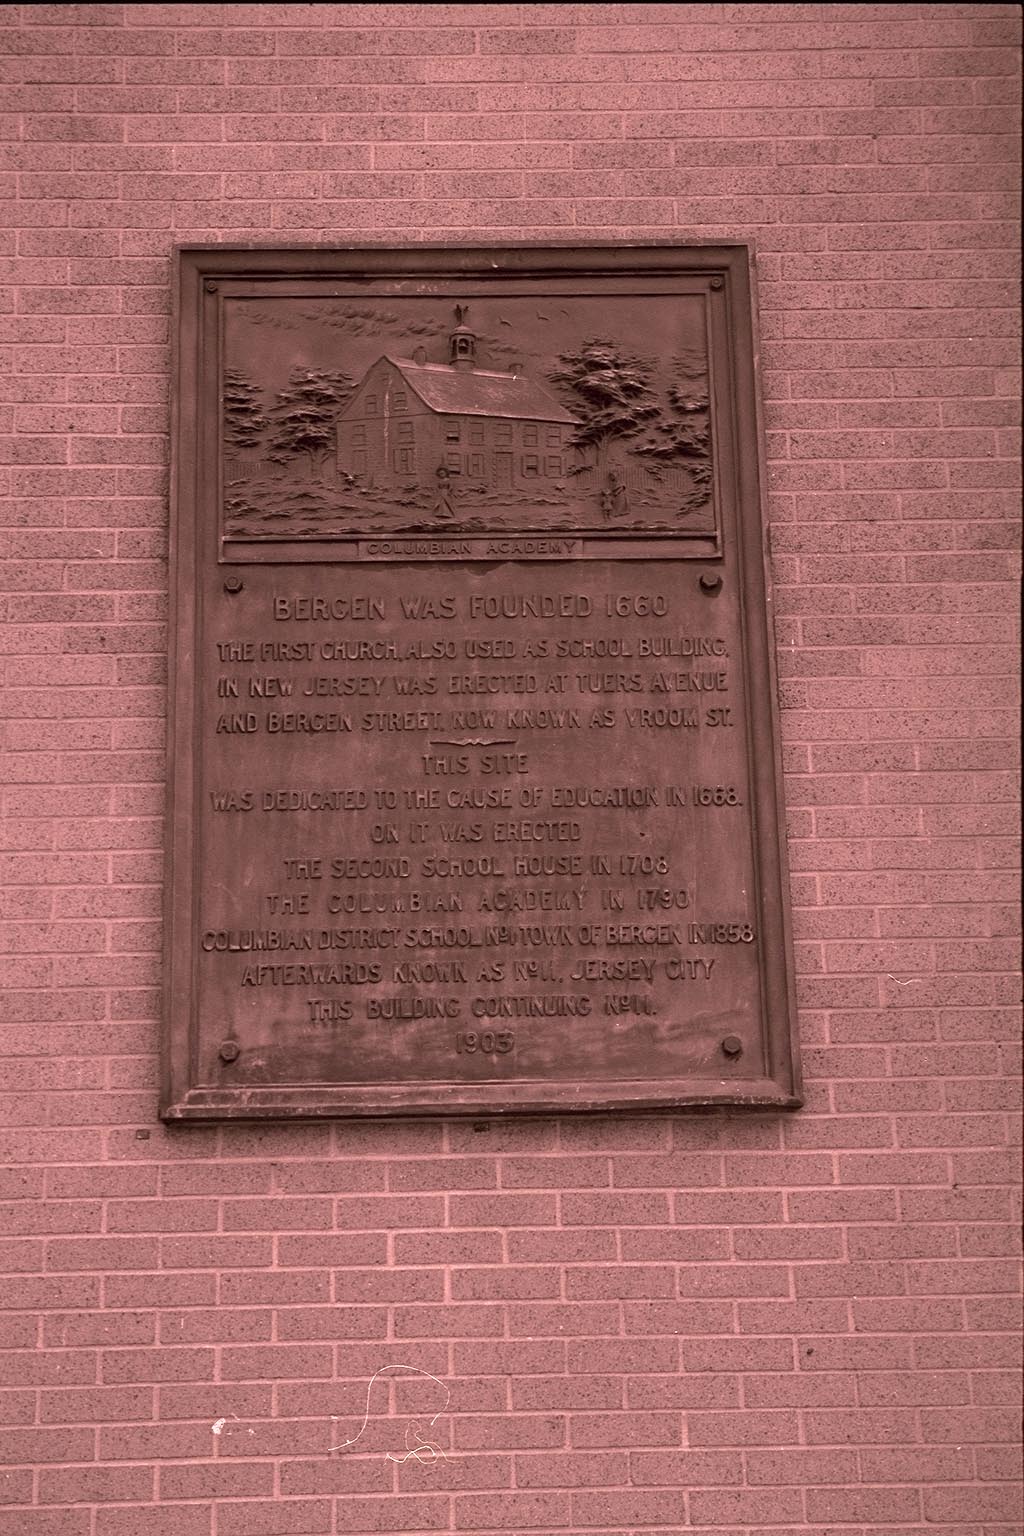 COLUMBIAN ACADEMY
BERGEN WAS FOUNDED 1660
THE FIRST CHURCH, ALSO USED AS SCHOOL BUILDING,
IN NEW JERSEY WAS ERECTED AT TUERS AVENUE
AND BERGEN STREET, NOW KNOWN AS VROOM ST.
THIS SITE
WAS DEDICATED TO THE CAUSE OF EDUCATION IN 1668.
ON IT WAS ERECTED
THE SECOND SCHOOL HOUSE IN 1708
THE COLUMBIAN ACADEMY IN 1790
COLUMBIAN DISTRICT SCHOOL Nº1 TOWN OF BERGEN IN 1858
AFTERWARDS KNOWN AS Nº11, JERSEY CITY
THIS BUILDING CONTINUING Nº11.
1903